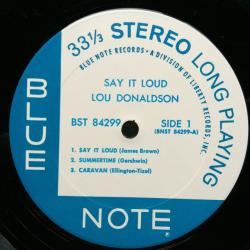 33⅓ STEREO LONG PLAYING
BLUE NOTE RECORDS • A DIVISION OF LIBERTY RECORDS, INC.
SAY IT LOUD
LOU DONALDSON
BST 84299 SIDE 1
(BNST 84299-A)
1. SAY IT LOUD (James Brown)
2. SUMMERTIME (Gershwin)
3. CARAVAN (Ellington-Tizol)
BLUE
NOTE